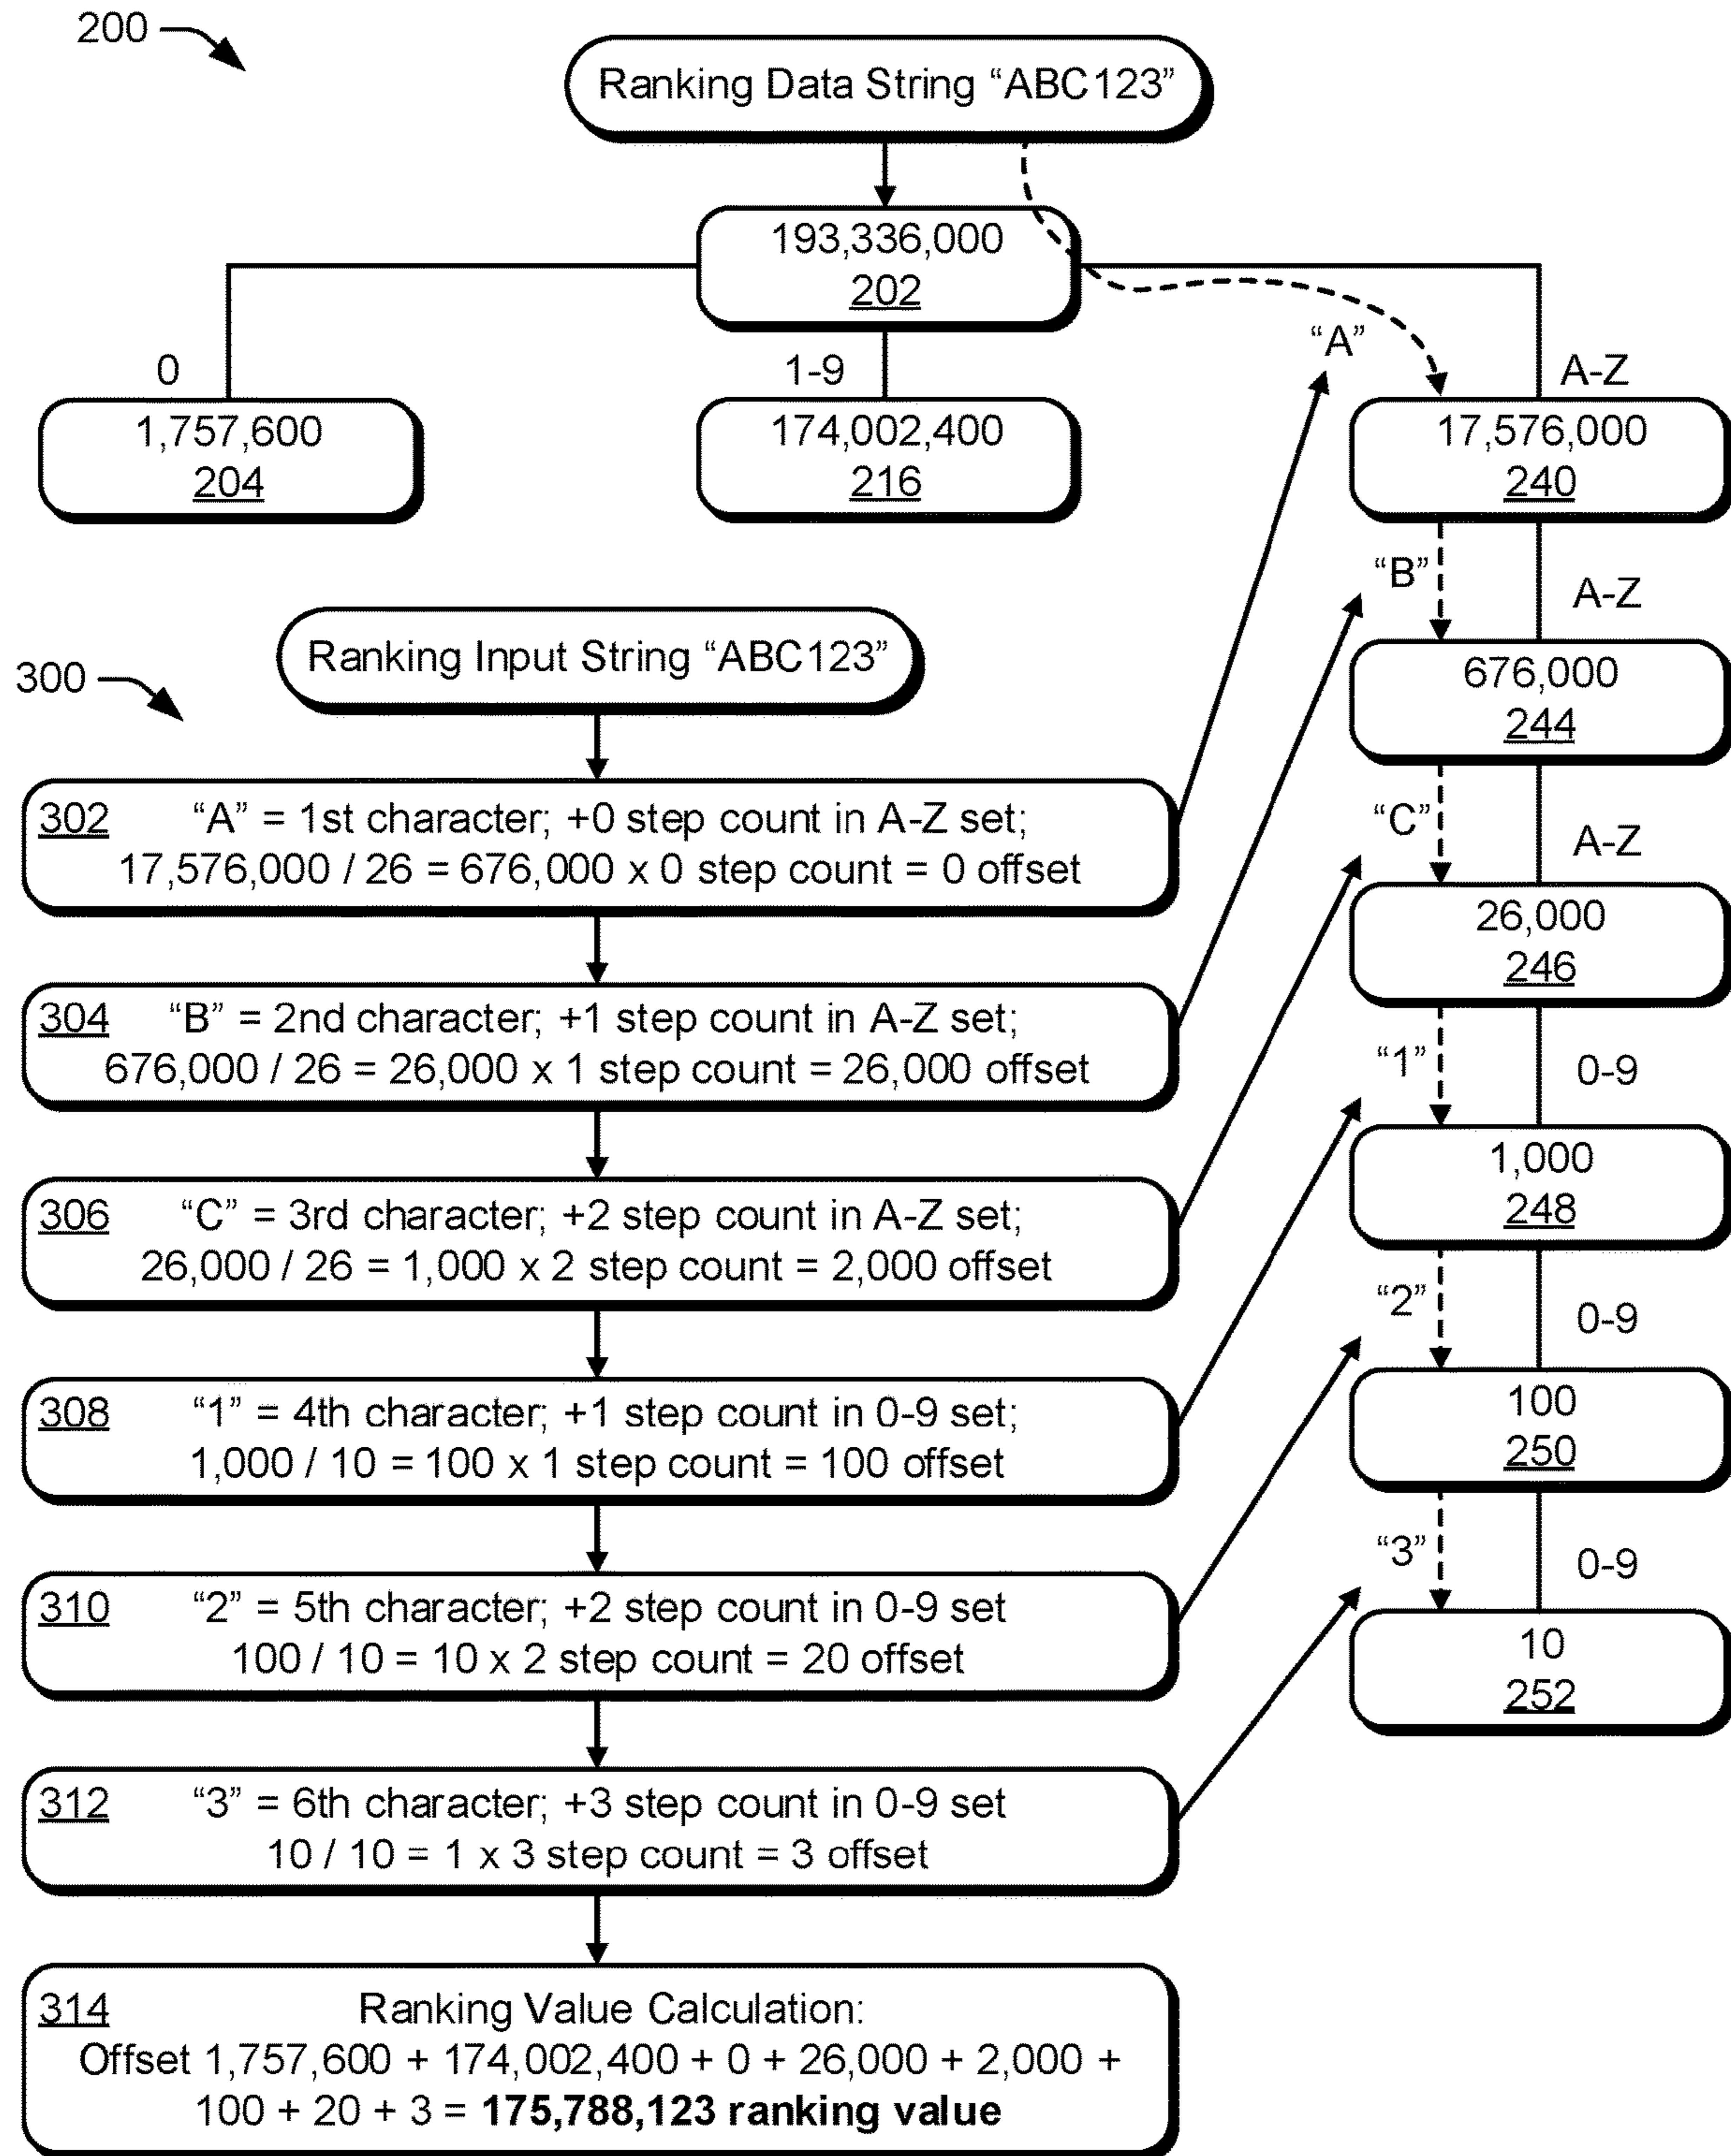 200
Ranking Data String “ABC123”
193,336,000
202
0
1-9
“A”
A-Z
1,757,600
204
174,002,400
216
17,576,000
240
“B”
A-Z
676,000
244
“C”
A-Z
26,000
246
“1”
0-9
1,000
248
“2”
0-9
100
250
“3”
0-9
10
252
300
Ranking Input String “ABC123”
302 “A” = 1st character; +0 step count in A-Z set;
17,576,000 / 26 = 676,000 x 0 step count = 0 offset
304 “B” = 2nd character; +1 step count in A-Z set;
676,000 / 26 = 26,000 x 1 step count = 26,000 offset
306 “C” = 3rd character; +2 step count in A-Z set;
26,000 / 26 = 1,000 x 2 step count = 2,000 offset
308 “1” = 4th character; +1 step count in 0-9 set;
1,000 / 10 = 100 x 1 step count = 100 offset
310 “2” = 5th character; +2 step count in 0-9 set
100 / 10 = 10 x 2 step count = 20 offset
312 “3” = 6th character; +3 step count in 0-9 set
10 / 10 = 1 x 3 step count = 3 offset
314 Ranking Value Calculation:
Offset 1,757,600 + 174,002,400 + 0 + 26,000 + 2,000 +
100 + 20 + 3 = 175,788,123 ranking value